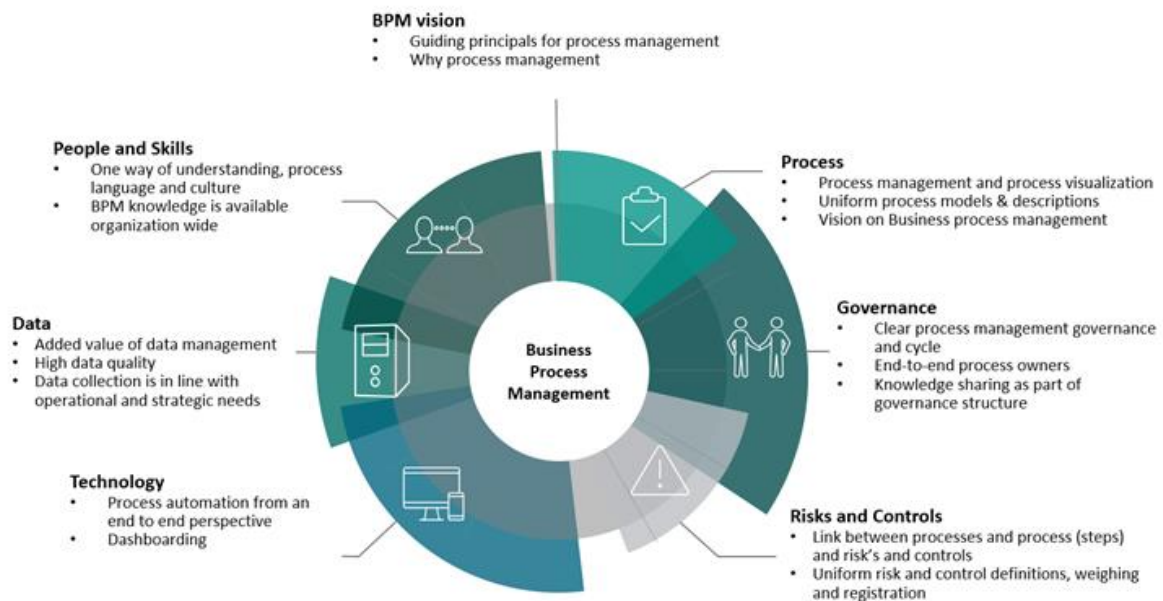 BPM vision
• Guiding principals for process management
• Why process management
People and Skills
• One way of understanding, process
language and culture
• BPM knowledge is available
organization wide
Process
• Process management and process visualization
• Uniform process models & descriptions
• Vision on Business process management
Data
• Added value of data management
• High data quality
• Data collection is in line with
operational and strategic needs
Business
Process
Management
Governance
• Clear process management governance
and cycle
• End-to-end process owners
• Knowledge sharing as part of
governance structure
Technology
• Process automation from an
end to end perspective
• Dashboarding
Risks and Controls
• Link between processes and process (steps)
and risk's and controls
• Uniform risk and control definitions, weighing
and registration